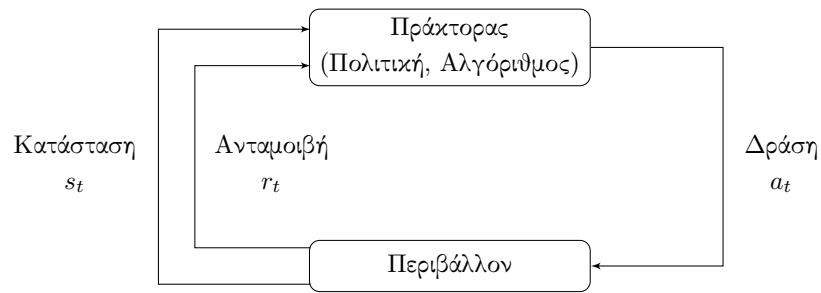 Πράκτορας
(Πολιτική, Αλγόριθμος)
Κατάσταση
s_t
Ανταμοιβή
r_t
Δράση
a_t
Περιβάλλον